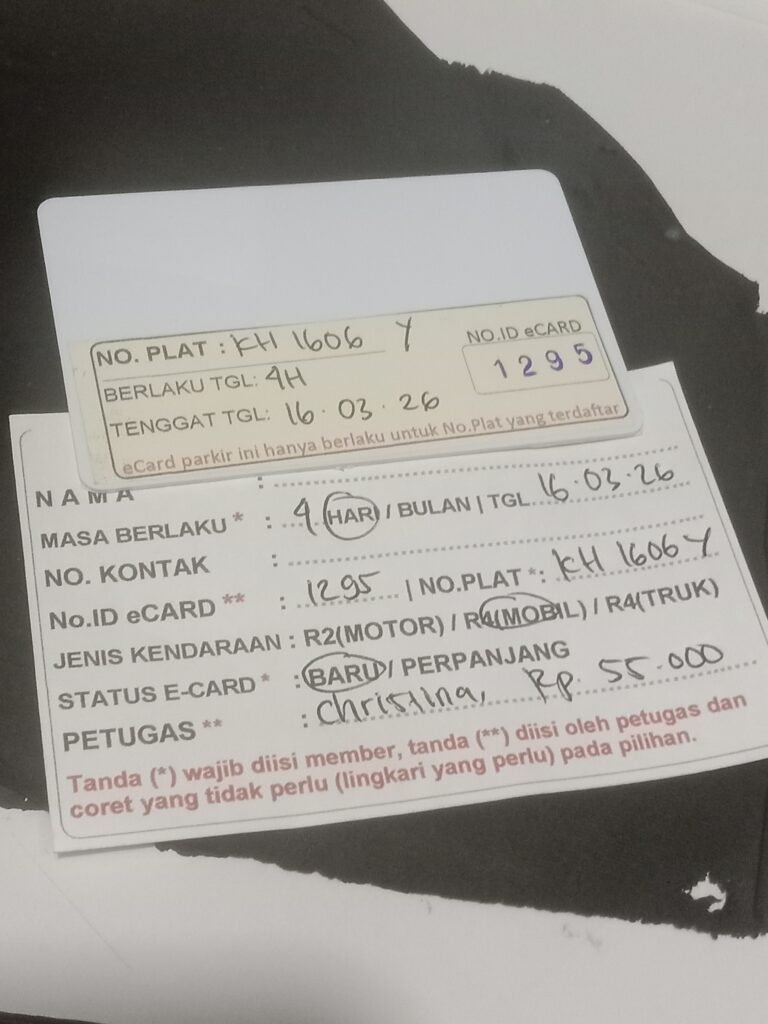 NO. PLAT : KH 1606 Y
NO.ID eCARD
1295
BERLAKU TGL: 4H
TENGGAT TGL: 16.03.26
eCard parkir ini hanya berlaku untuk No.Plat yang terdaftar
NAMA :
MASA BERLAKU * : 4 HARI / BULAN | TGL 16.03.26
NO. KONTAK :
No.ID eCARD ** : 1295 | NO.PLAT *: KH 1606 Y
JENIS KENDARAAN : R2(MOTOR) / R4(MOBIL) / R4(TRUK)
STATUS E-CARD * : BARU / PERPANJANG
PETUGAS ** : Christina, Rp. 55.000
Tanda (*) wajib diisi member, tanda (**) diisi oleh petugas dan
coret yang tidak perlu (lingkari yang perlu) pada pilihan.